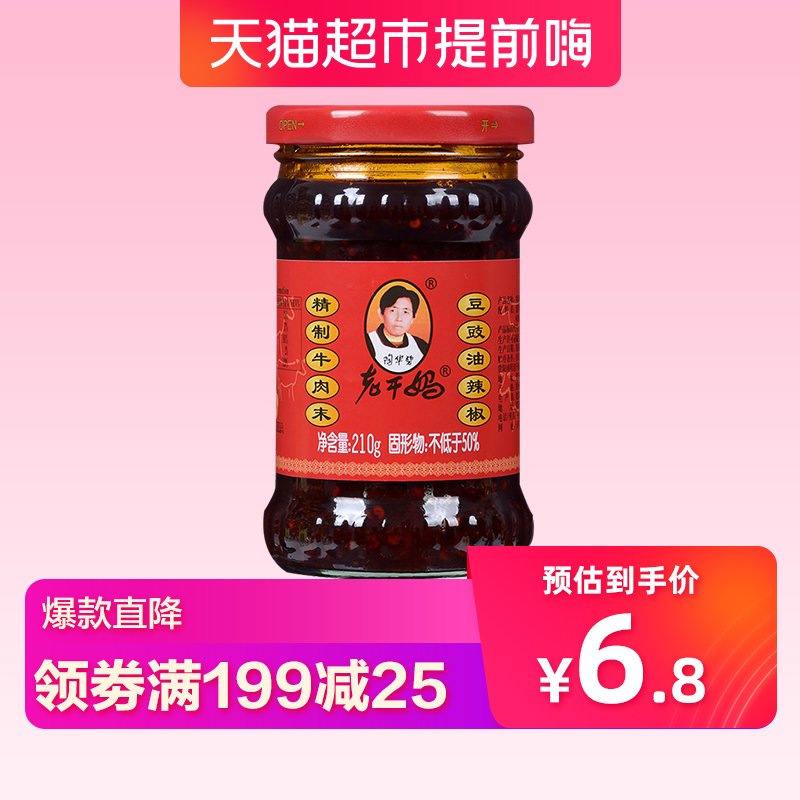 天猫超市提前嗨
OPEN→ 开→
精制牛肉末
豆豉油辣椒
陶华碧
老干妈®
®
净含量:210g 固形物:不低于50%
爆款直降
领券满199减25
预估到手价
¥6.8